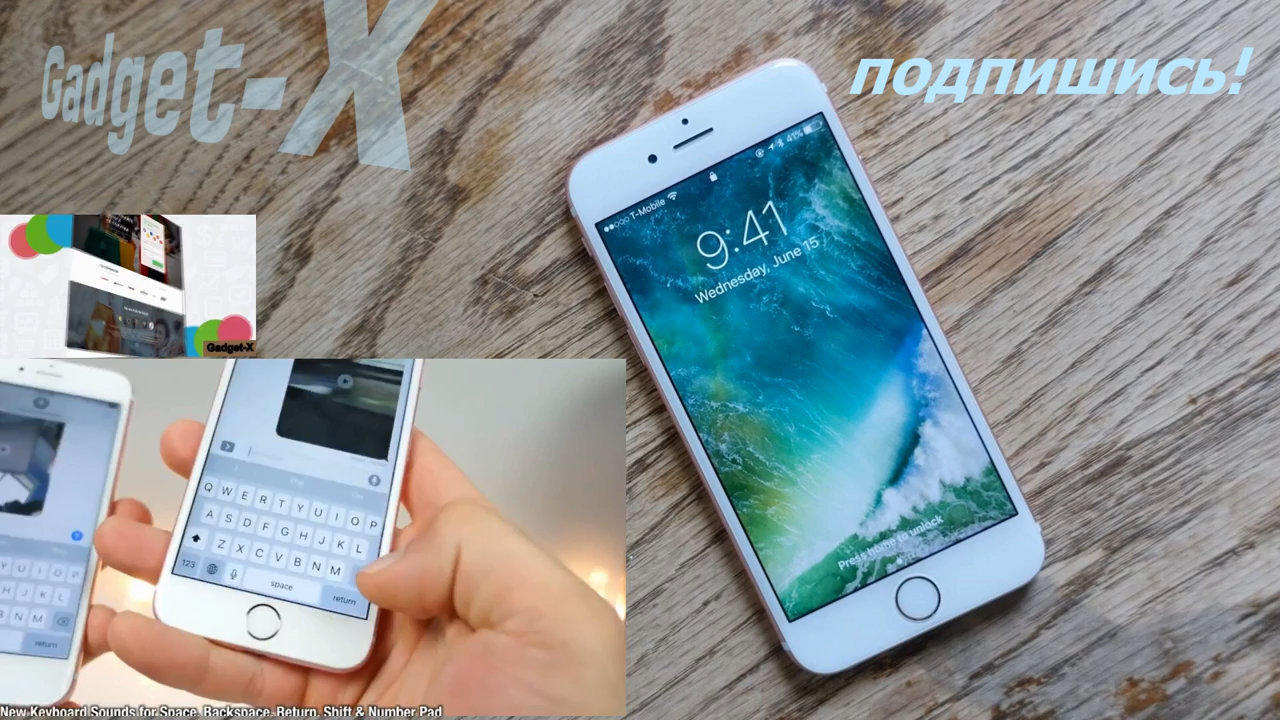 Gadget-X
подпишись!
T-Mobile
41%
9:41
Wednesday, June 15
Press home to unlock
Gadget-X
Q W E R T Y U I O P
A S D F G H J K L
Z X C V B N M
123
space
return
Y U I O P
H J K L
B N M
return
New Keyboard Sounds for Space, Backspace, Return, Shift & Number Pad